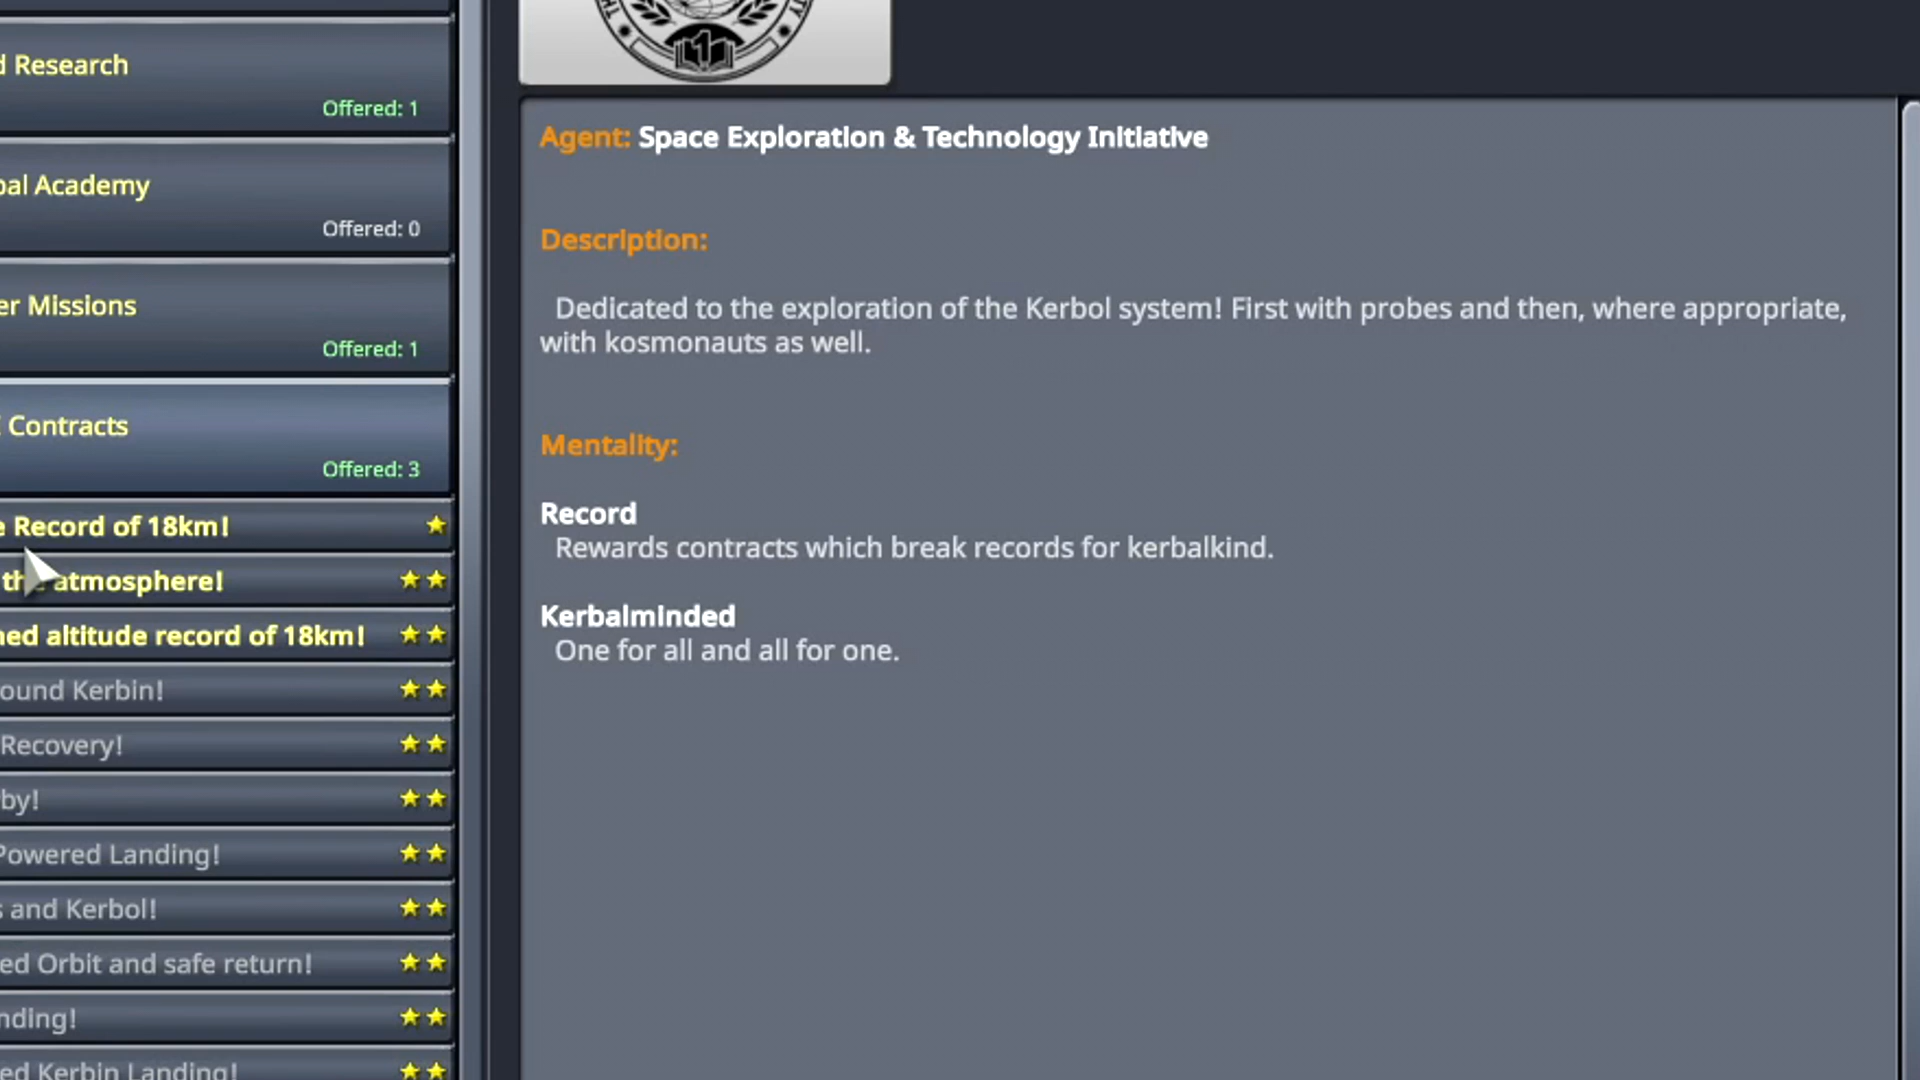 d Research
Offered: 1
bal Academy
Offered: 0
er Missions
Offered: 1
Contracts
Offered: 3
e Record of 18km!
the atmosphere!
ned altitude record of 18km!
ound Kerbin!
Recovery!
by!
Powered Landing!
s and Kerbol!
ed Orbit and safe return!
nding!
ed Kerbin Landing!
1
Agent: Space Exploration & Technology Initiative
Description:
Dedicated to the exploration of the Kerbol system! First with probes and then, where appropriate,
with kosmonauts as well.
Mentality:
Record
Rewards contracts which break records for kerbalkind.
Kerbalminded
One for all and all for one.